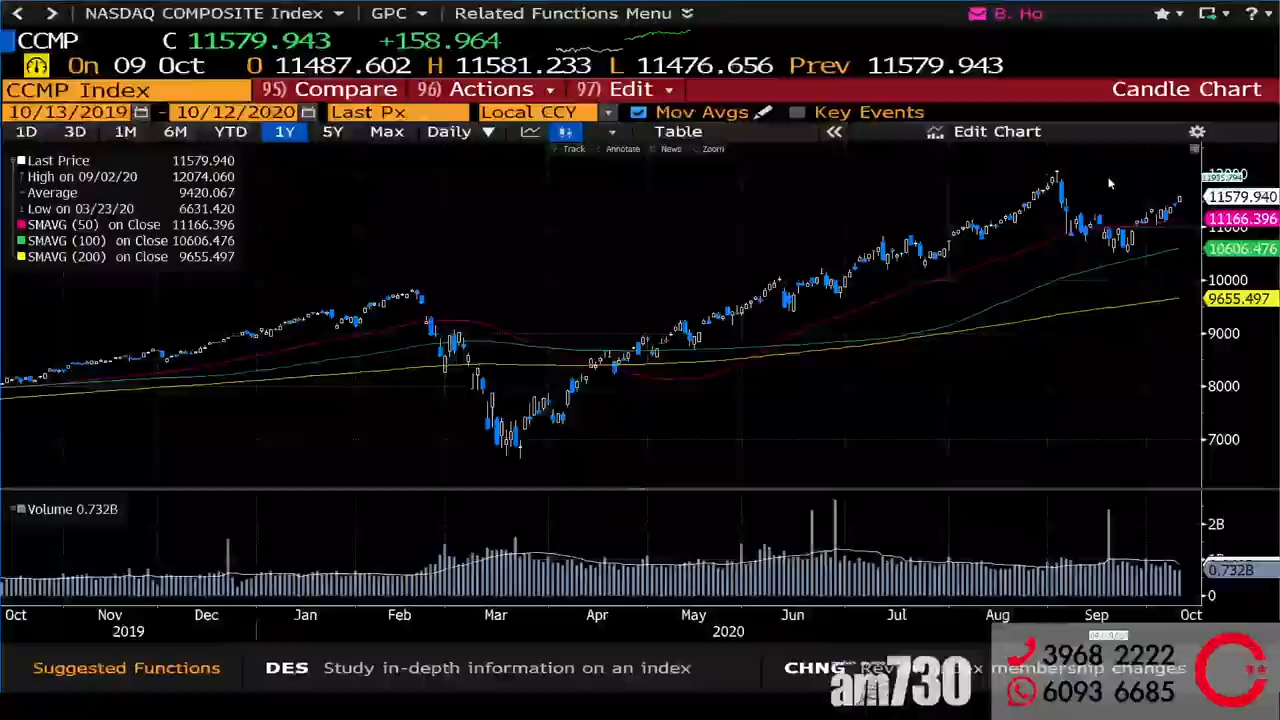 NASDAQ COMPOSITE Index GPC Related Functions Menu B. Ho
CCMP C 11579.943 +158.964
On 09 Oct O 11487.602 H 11581.233 L 11476.656 Prev 11579.943
CCMP Index 95) Compare 96) Actions 97) Edit Candle Chart
10/13/2019 - 10/12/2020 Last Px Local CCY Mov Avgs Key Events
1D 3D 1M 6M YTD 1Y 5Y Max Daily Table Edit Chart
Track Annotate News Zoom
Last Price 11579.940
High on 09/02/20 12074.060
Average 9420.067
Low on 03/23/20 6631.420
SMAVG (50) on Close 11166.396
SMAVG (100) on Close 10606.476
SMAVG (200) on Close 9655.497
12000
11579.940
11166.396
11000
10606.476
10000
9655.497
9000
8000
7000
Volume 0.732B
2B
0.732B
0
Oct Nov Dec Jan Feb Mar Apr May Jun Jul Aug Sep Oct
2019 2020
Suggested Functions DES Study in-depth information on an index CHNG index membership changes
3968 2222
am730
6093 6685